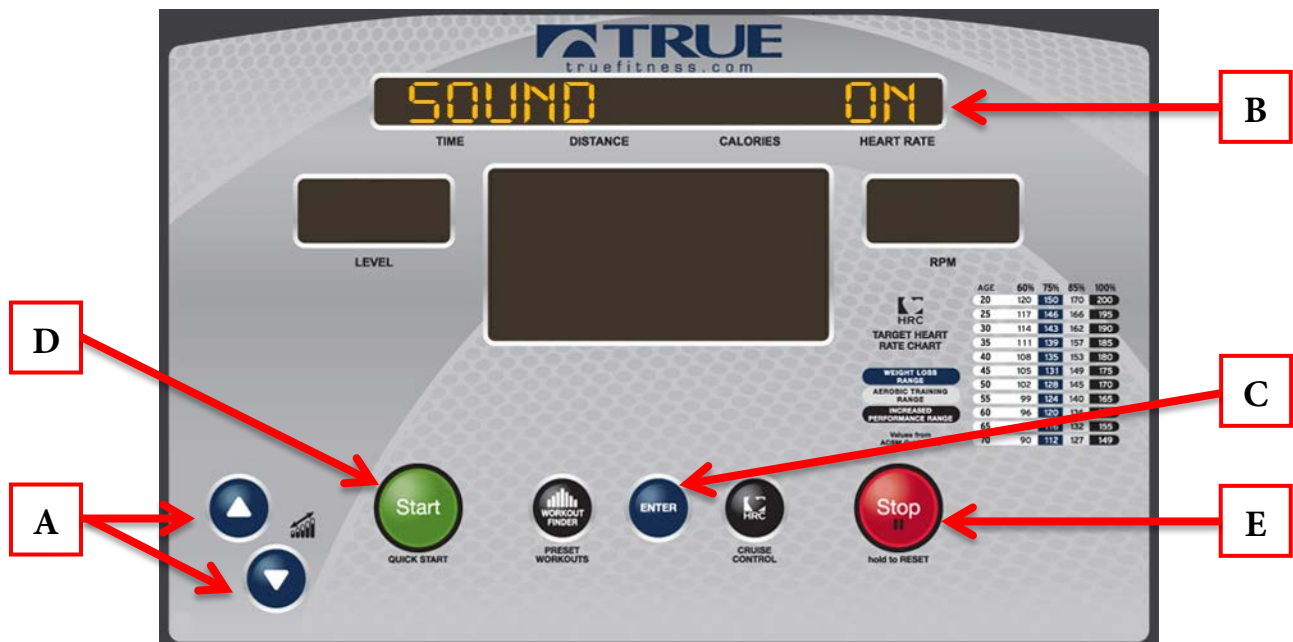 TRUE
truefitness.com
SOUND ON
TIME DISTANCE CALORIES HEART RATE
B
LEVEL
RPM
HRC
TARGET HEART
RATE CHART
WEIGHT LOSS
RANGE
AEROBIC TRAINING
RANGE
INCREASED
PERFORMANCE RANGE
Values from
AGE 60% 75% 85% 100%
20 120 150 170 200
25 117 146 166 195
30 114 143 162 190
35 111 139 157 185
40 108 135 153 180
45 105 131 149 175
50 102 128 145 170
55 99 124 140 165
60 96 120
65 132 155
70 90 112 127 149
D
C
A
Start
QUICK START
WORKOUT
FINDER
PRESET
WORKOUTS
ENTER
HRC
CRUISE
CONTROL
Stop
hold to RESET
E